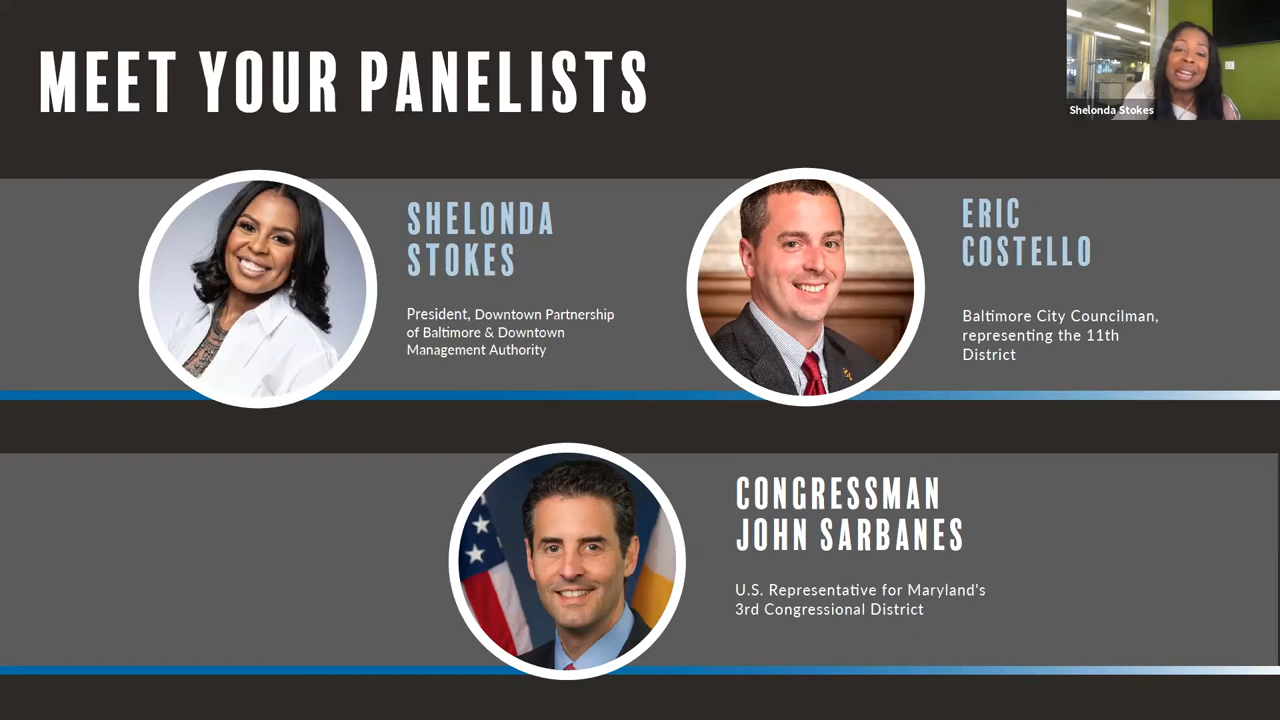 MEET YOUR PANELISTS
Shelonda Stokes
SHELONDA
STOKES
President, Downtown Partnership
of Baltimore & Downtown
Management Authority
ERIC
COSTELLO
Baltimore City Councilman,
representing the 11th
District
CONGRESSMAN
JOHN SARBANES
U.S. Representative for Maryland's
3rd Congressional District